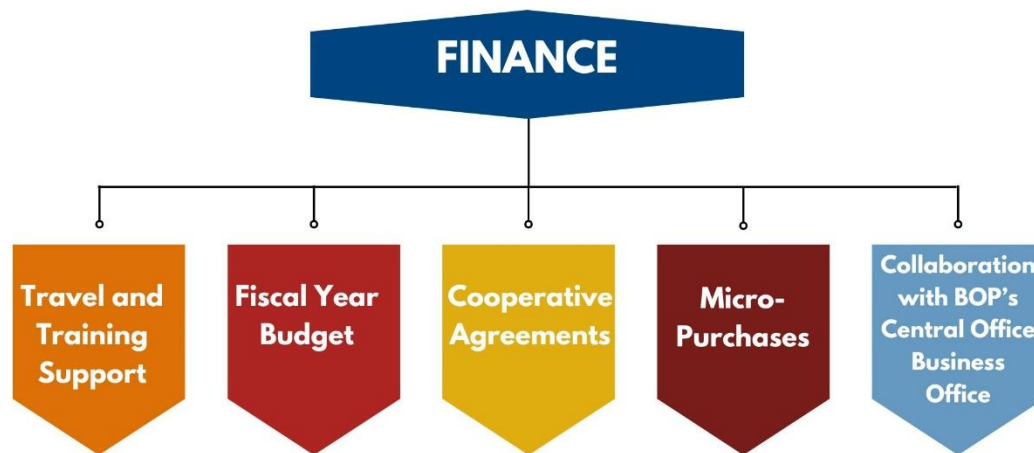 FINANCE
Travel and
Training
Support
Fiscal Year
Budget
Cooperative
Agreements
Micro-
Purchases
Collaboration
with BOP's
Central Office
Business
Office